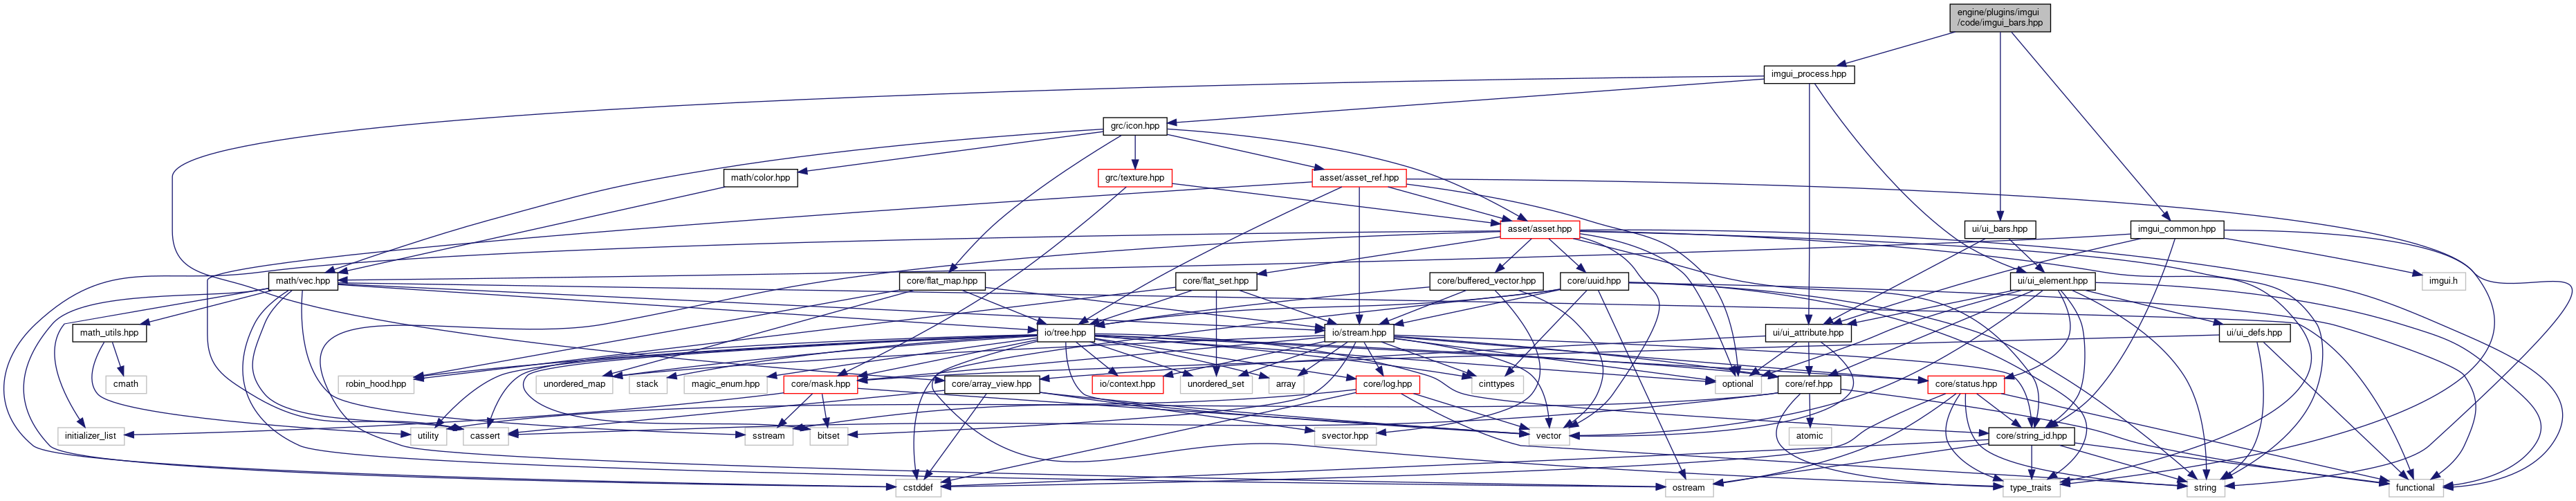 engine/plugins/imgui
/code/imgui_bars.hpp
imgui_process.hpp
grc/icon.hpp
math/color.hpp
grc/texture.hpp
asset/asset_ref.hpp
asset/asset.hpp
ui/ui_bars.hpp
imgui_common.hpp
math/vec.hpp
core/flat_map.hpp
core/flat_set.hpp
core/buffered_vector.hpp
core/uuid.hpp
ui/ui_element.hpp
imgui.h
math_utils.hpp
io/tree.hpp
io/stream.hpp
ui/ui_attribute.hpp
ui/ui_defs.hpp
cmath
robin_hood.hpp
unordered_map
stack
magic_enum.hpp
core/mask.hpp
core/array_view.hpp
io/context.hpp
unordered_set
array
core/log.hpp
cinttypes
optional
core/ref.hpp
core/status.hpp
initializer_list
utility
cassert
sstream
bitset
svector.hpp
vector
atomic
core/string_id.hpp
cstddef
ostream
type_traits
string
functional